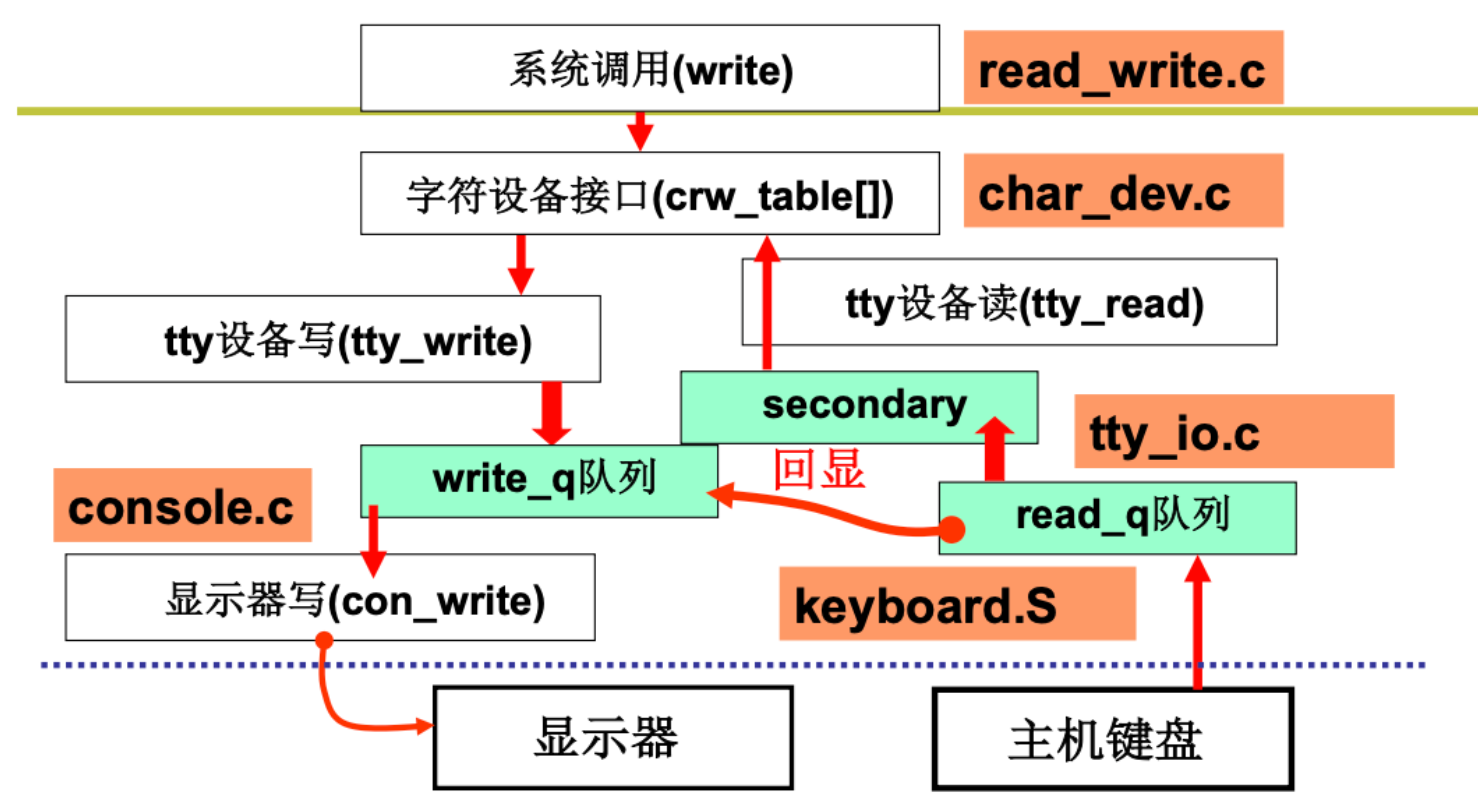 系统调用(write)
read_write.c
字符设备接口(crw_table[])
char_dev.c
tty设备读(tty_read)
tty设备写(tty_write)
secondary
tty_io.c
回显
write_q队列
console.c
read_q队列
显示器写(con_write)
keyboard.S
显示器
主机键盘